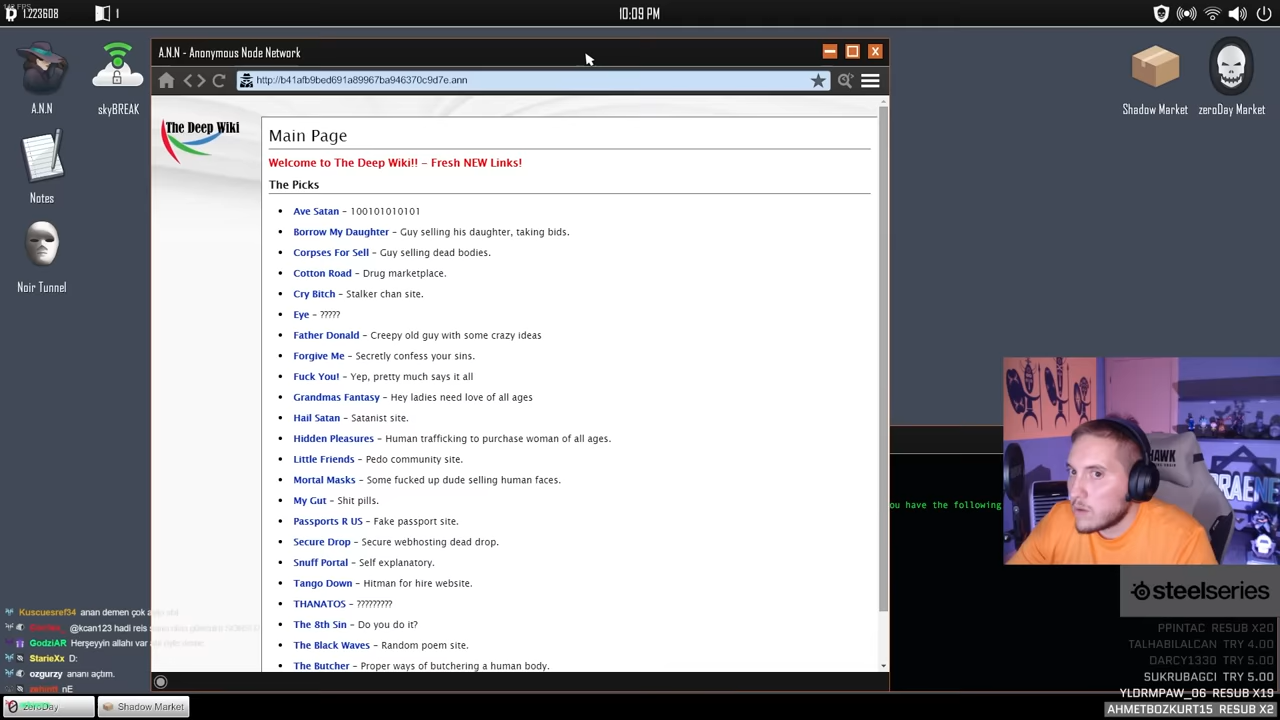 1.223608
1
10:09 PM
A.N.N
skyBREAK
Notes
Noir Tunnel
Shadow Market
zeroDay Market
A.N.N - Anonymous Node Network
http://b41afb9bed691a89967ba946370c9d7e.ann
The Deep Wiki
Main Page
Welcome to The Deep Wiki!! - Fresh NEW Links!
The Picks
Ave Satan - 100101010101
Borrow My Daughter - Guy selling his daughter, taking bids.
Corpses For Sell - Guy selling dead bodies.
Cotton Road - Drug marketplace.
Cry Bitch - Stalker chan site.
Eye - ?????
Father Donald - Creepy old guy with some crazy ideas
Forgive Me - Secretly confess your sins.
Fuck You! - Yep, pretty much says it all
Grandmas Fantasy - Hey ladies need love of all ages
Hail Satan - Satanist site.
Hidden Pleasures - Human trafficking to purchase woman of all ages.
Little Friends - Pedo community site.
Mortal Masks - Some fucked up dude selling human faces.
My Gut - Shit pills.
Passports R US - Fake passport site.
Secure Drop - Secure webhosting dead drop.
Snuff Portal - Self explanatory.
Tango Down - Hitman for hire website.
THANATOS - ?????????
The 8th Sin - Do you do it?
The Black Waves - Random poem site.
The Butcher - Proper ways of butchering a human body.
ou have the following
HAWK
steelseries
PPINTAC RESUB X20
TALHABILALCAN TRY 4.00
DARCY1330 TRY 5.00
SUKRUBAGCI TRY 5.00
YLDRMPAW_06 RESUB X19
AHMETBOZKURT15 RESUB X2
Kuscuesref34 anan demen çok
@kcan123 hadi reis
GodziAR Herşeyyin allahı var
StarieXx D:
ozgurzy ananı açtım.
nE
zeroDay
Shadow Market